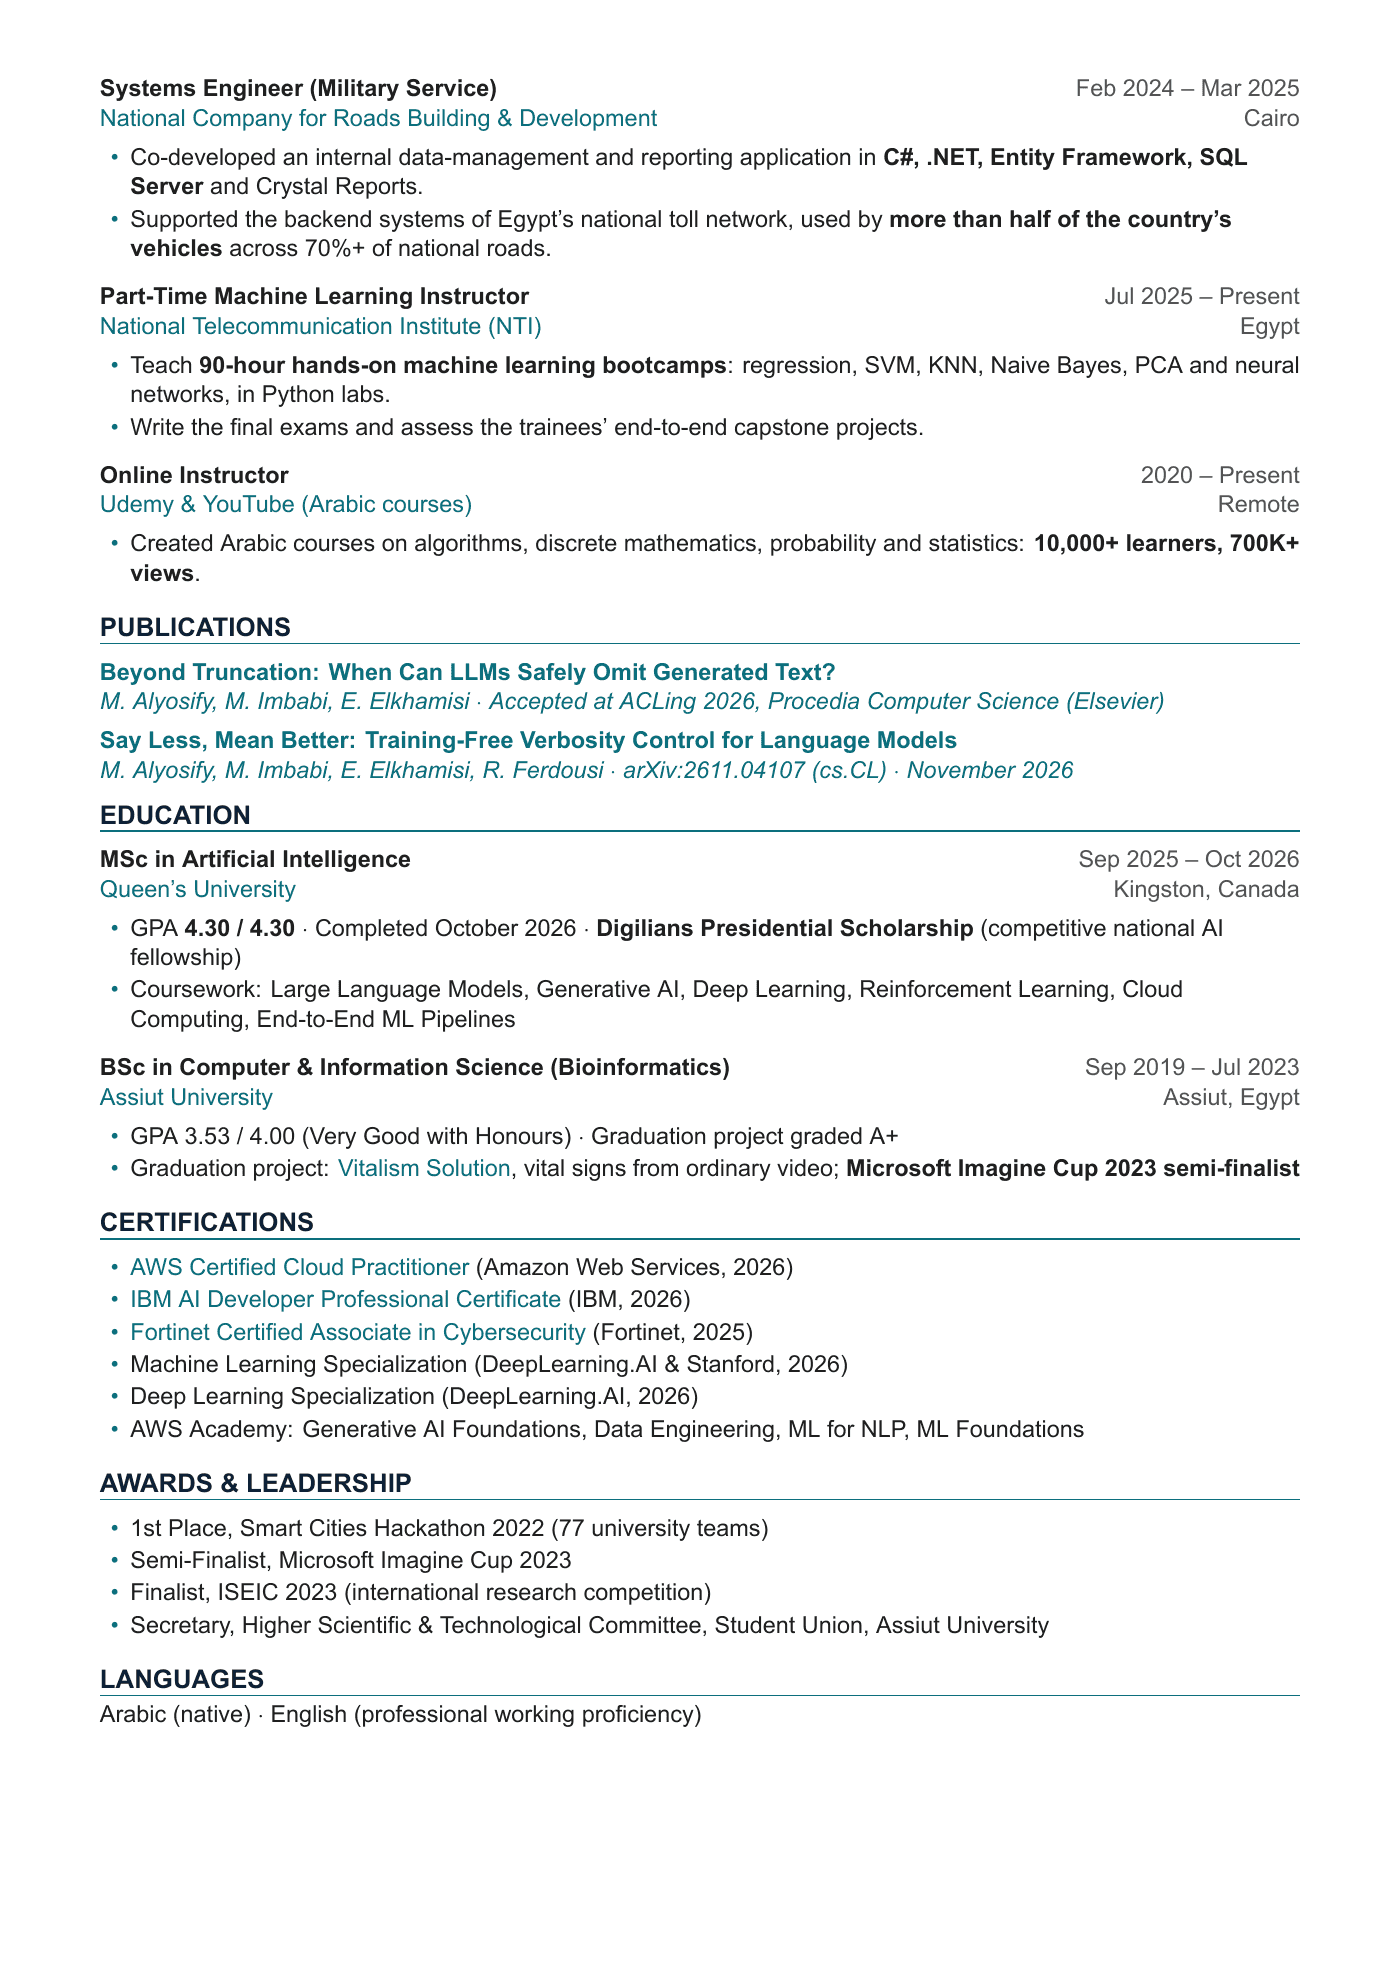 Systems Engineer (Military Service) Feb 2024 – Mar 2025
National Company for Roads Building & Development Cairo
• Co-developed an internal data-management and reporting application in C#, .NET, Entity Framework, SQL
Server and Crystal Reports.
• Supported the backend systems of Egypt’s national toll network, used by more than half of the country’s
vehicles across 70%+ of national roads.
Part-Time Machine Learning Instructor Jul 2025 – Present
National Telecommunication Institute (NTI) Egypt
• Teach 90-hour hands-on machine learning bootcamps: regression, SVM, KNN, Naive Bayes, PCA and neural
networks, in Python labs.
• Write the final exams and assess the trainees’ end-to-end capstone projects.
Online Instructor 2020 – Present
Udemy & YouTube (Arabic courses) Remote
• Created Arabic courses on algorithms, discrete mathematics, probability and statistics: 10,000+ learners, 700K+
views.
PUBLICATIONS
Beyond Truncation: When Can LLMs Safely Omit Generated Text?
M. Alyosify, M. Imbabi, E. Elkhamisi · Accepted at ACLing 2026, Procedia Computer Science (Elsevier)
Say Less, Mean Better: Training-Free Verbosity Control for Language Models
M. Alyosify, M. Imbabi, E. Elkhamisi, R. Ferdousi · arXiv:2611.04107 (cs.CL) · November 2026
EDUCATION
MSc in Artificial Intelligence Sep 2025 – Oct 2026
Queen’s University Kingston, Canada
• GPA 4.30 / 4.30 · Completed October 2026 · Digilians Presidential Scholarship (competitive national AI
fellowship)
• Coursework: Large Language Models, Generative AI, Deep Learning, Reinforcement Learning, Cloud
Computing, End-to-End ML Pipelines
BSc in Computer & Information Science (Bioinformatics) Sep 2019 – Jul 2023
Assiut University Assiut, Egypt
• GPA 3.53 / 4.00 (Very Good with Honours) · Graduation project graded A+
• Graduation project: Vitalism Solution, vital signs from ordinary video; Microsoft Imagine Cup 2023 semi-finalist
CERTIFICATIONS
• AWS Certified Cloud Practitioner (Amazon Web Services, 2026)
• IBM AI Developer Professional Certificate (IBM, 2026)
• Fortinet Certified Associate in Cybersecurity (Fortinet, 2025)
• Machine Learning Specialization (DeepLearning.AI & Stanford, 2026)
• Deep Learning Specialization (DeepLearning.AI, 2026)
• AWS Academy: Generative AI Foundations, Data Engineering, ML for NLP, ML Foundations
AWARDS & LEADERSHIP
• 1st Place, Smart Cities Hackathon 2022 (77 university teams)
• Semi-Finalist, Microsoft Imagine Cup 2023
• Finalist, ISEIC 2023 (international research competition)
• Secretary, Higher Scientific & Technological Committee, Student Union, Assiut University
LANGUAGES
Arabic (native) · English (professional working proficiency)